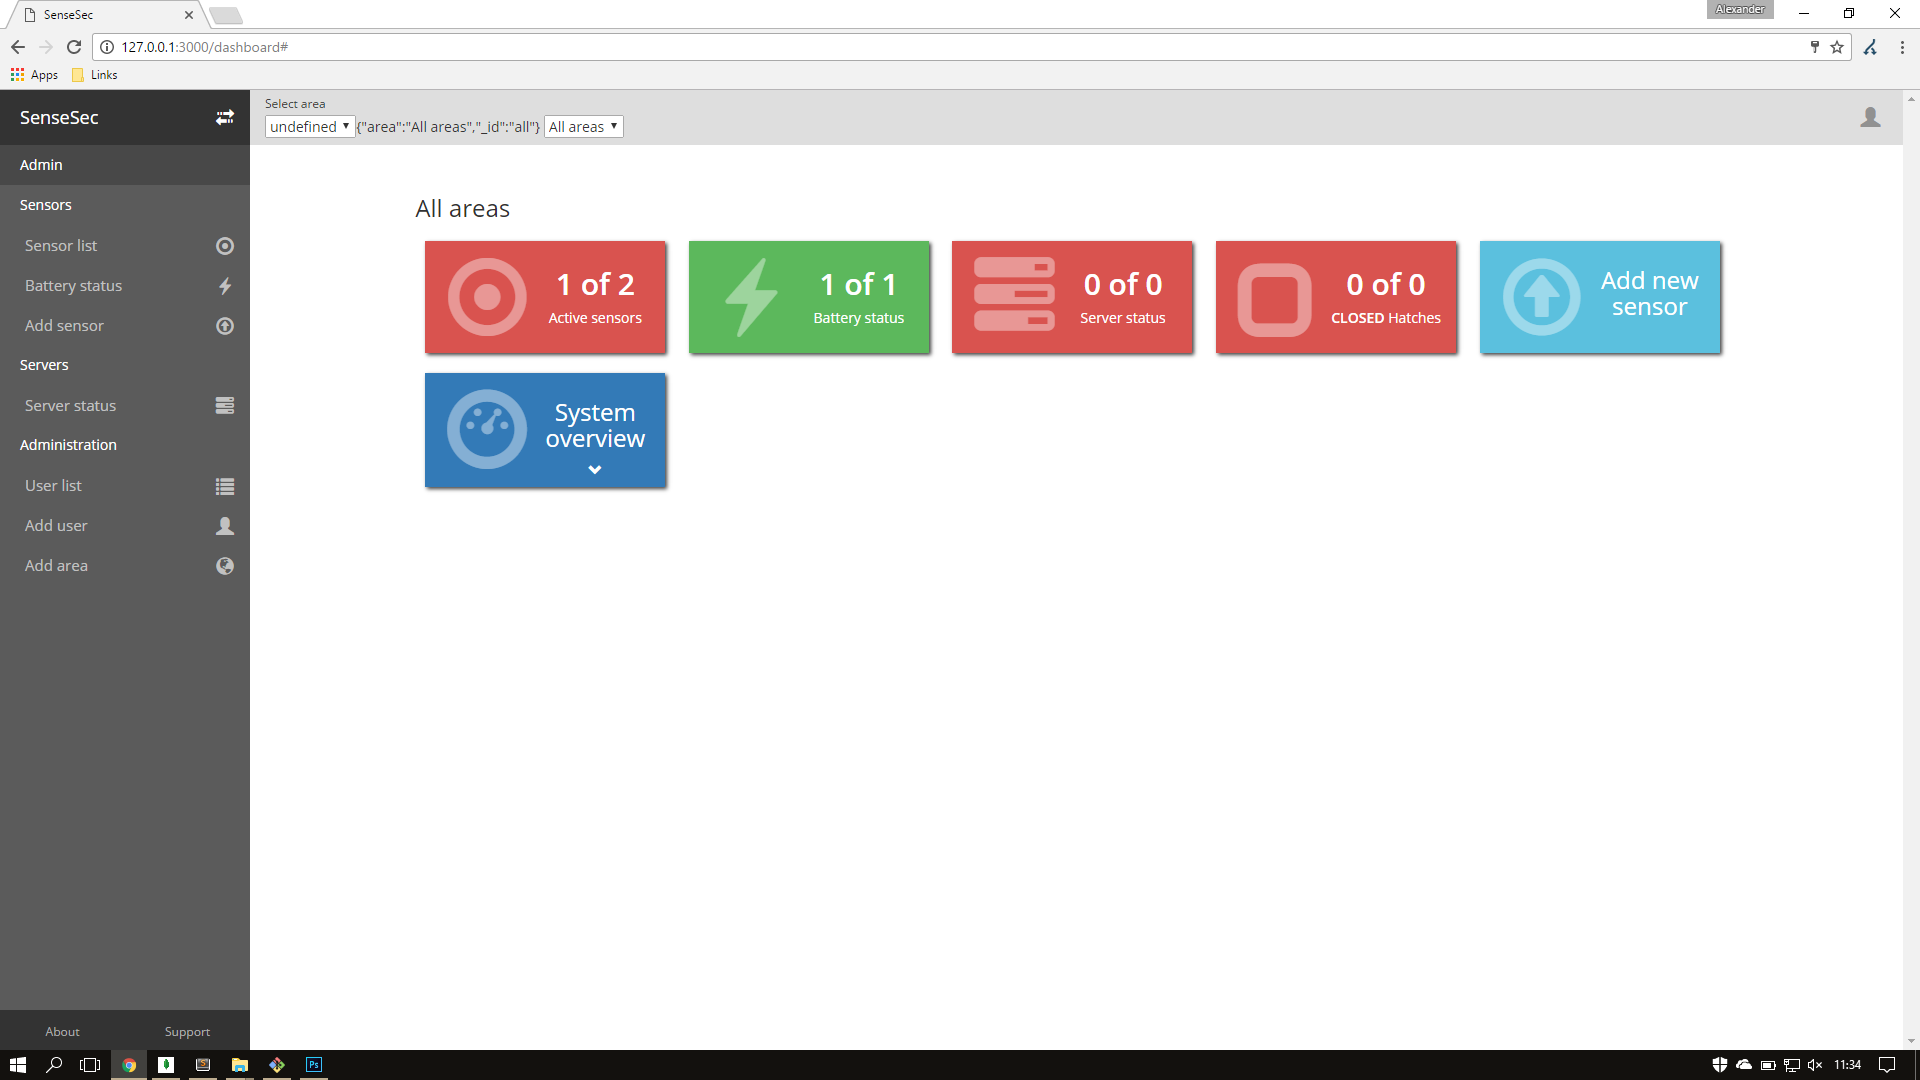 SenseSec
Alexander
127.0.0.1:3000/dashboard#
Apps
Links
SenseSec
Admin
Sensors
Sensor list
Battery status
Add sensor
Servers
Server status
Administration
User list
Add user
Add area
About
Support
Select area
undefined {"area":"All areas","_id":"all"} All areas
All areas
1 of 2
Active sensors
1 of 1
Battery status
0 of 0
Server status
0 of 0
CLOSED Hatches
Add new
sensor
System
overview
Ps
11:34